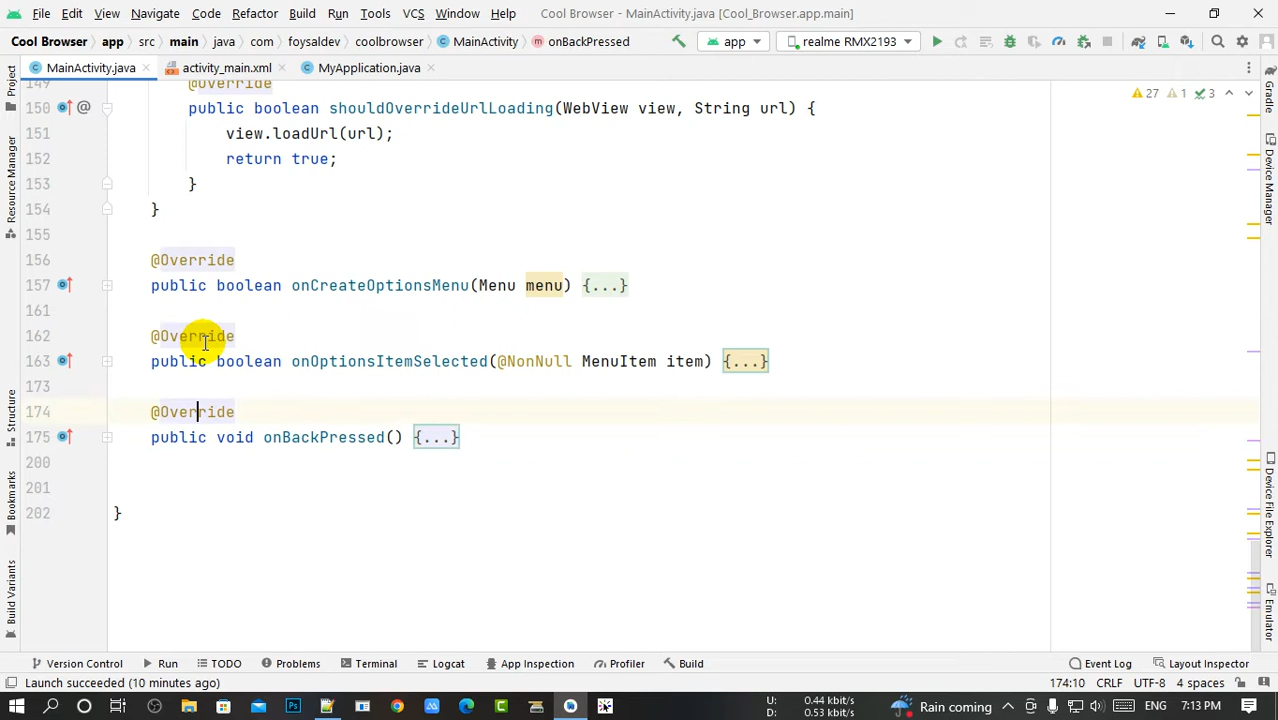 File Edit View Navigate Code Refactor Build Run Tools VCS Window Help Cool Browser - MainActivity.java [Cool_Browser.app.main]
Cool Browser app src main java com foysaldev coolbrowser MainActivity onBackPressed app realme RMX2193
MainActivity.java activity_main.xml MyApplication.java
Project
Resource Manager
Structure
Bookmarks
Build Variants
149 @Override
27 1 3
150 @ public boolean shouldOverrideUrlLoading(WebView view, String url) {
151 view.loadUrl(url);
152 return true;
153 }
154 }
155
156 @Override
157 public boolean onCreateOptionsMenu(Menu menu) {...}
161
162 @Override
163 public boolean onOptionsItemSelected(@NonNull MenuItem item) {...}
173
174 @Override
175 public void onBackPressed() {...}
200
201
202 }
Gradle
Device Manager
Device File Explorer
Emulator
Version Control Run TODO Problems Terminal Logcat App Inspection Profiler Build Event Log Layout Inspector
Launch succeeded (10 minutes ago) 174:10 CRLF UTF-8 4 spaces
U: 0.44 kbit/s
D: 0.53 kbit/s
Rain coming ENG 7:13 PM